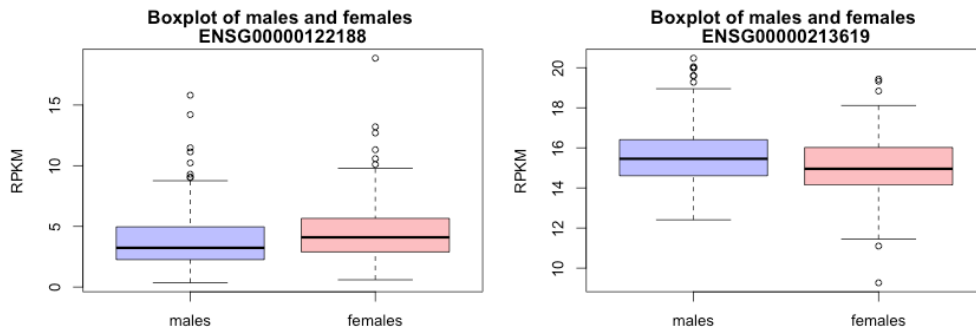 Boxplot of males and females
ENSG00000122188
RPKM
15
10
5
0
males females
Boxplot of males and females
ENSG00000213619
RPKM
20
18
16
14
12
10
males females